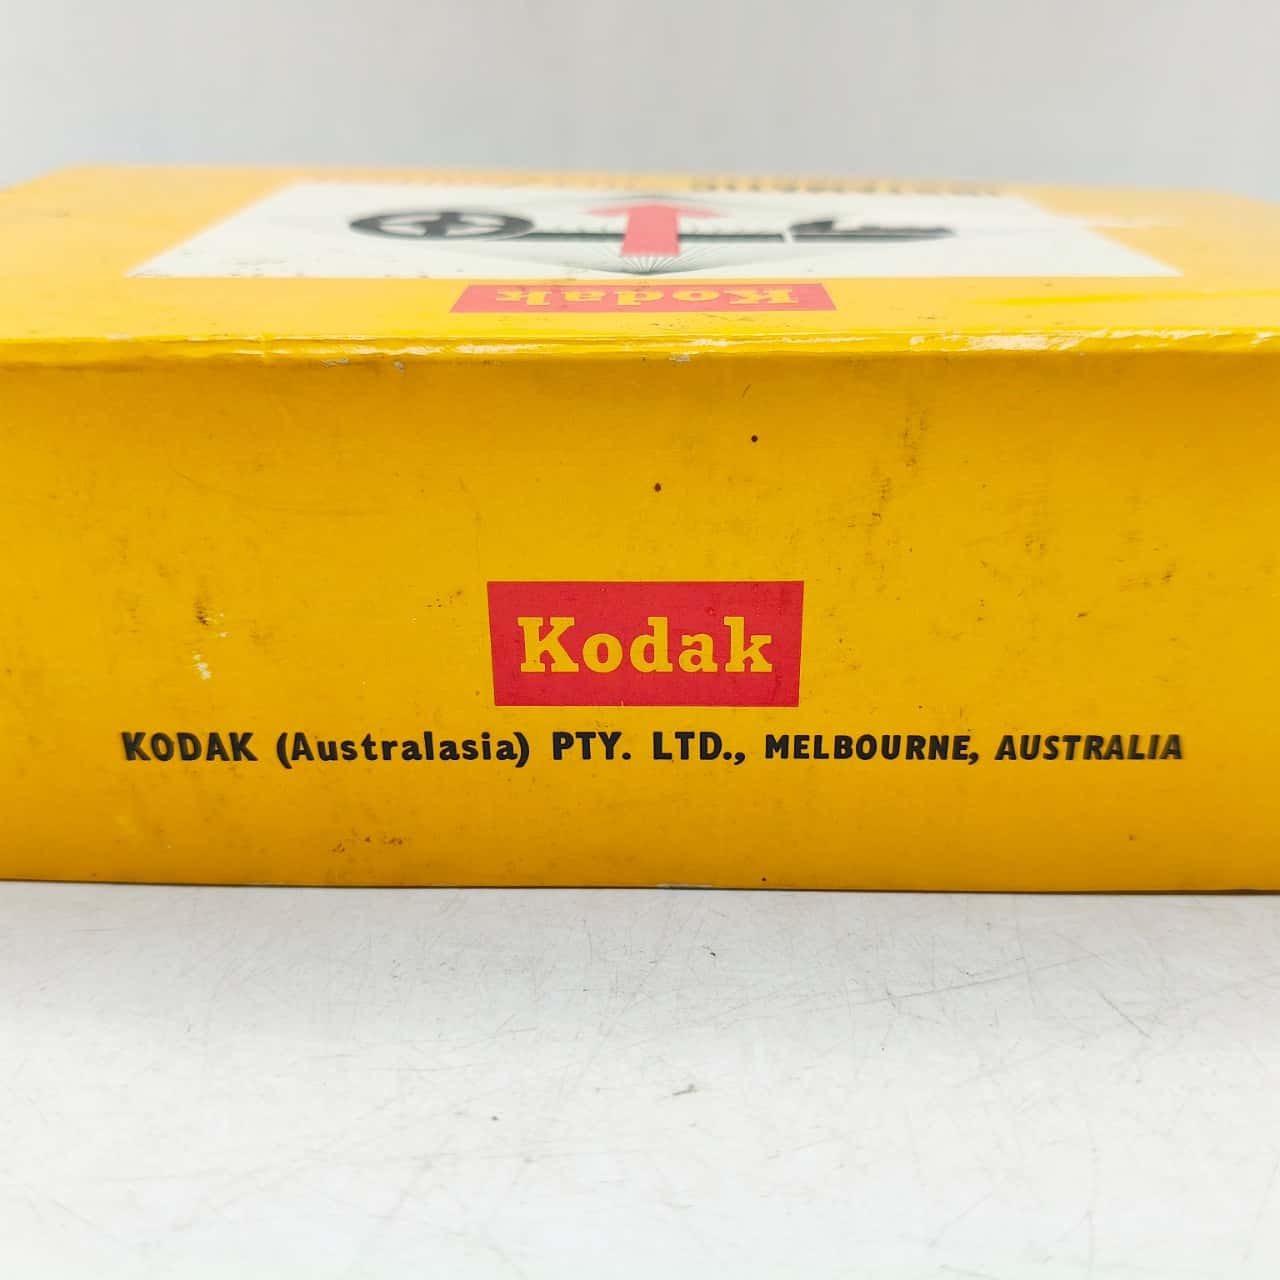 Kodak
Kodak
KODAK (Australasia) PTY. LTD., MELBOURNE, AUSTRALIA